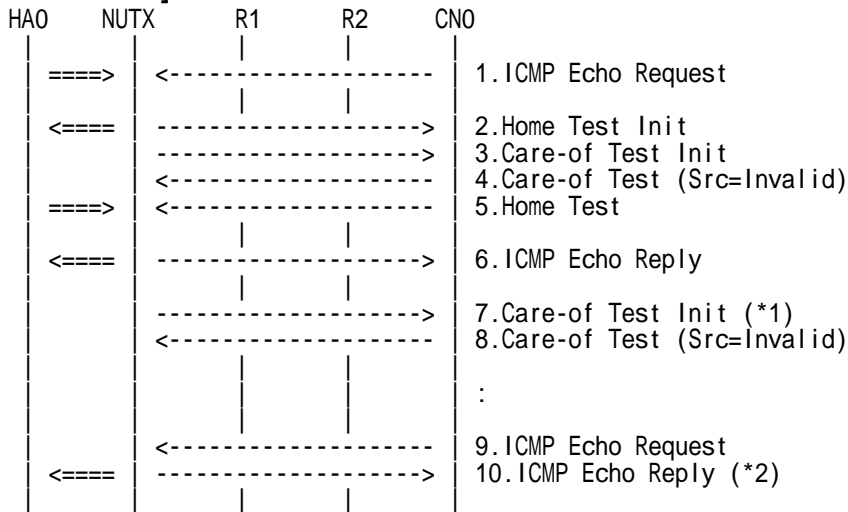 HA0 NUTX R1 R2 CN0
====> <--------------------- 1.ICMP Echo Request
<==== ---------------------> 2.Home Test Init
---------------------> 3.Care-of Test Init
<--------------------- 4.Care-of Test (Src=Invalid)
====> <--------------------- 5.Home Test
<==== ---------------------> 6.ICMP Echo Reply
---------------------> 7.Care-of Test Init (*1)
<--------------------- 8.Care-of Test (Src=Invalid)
:
<--------------------- 9.ICMP Echo Request
<==== ---------------------> 10.ICMP Echo Reply (*2)